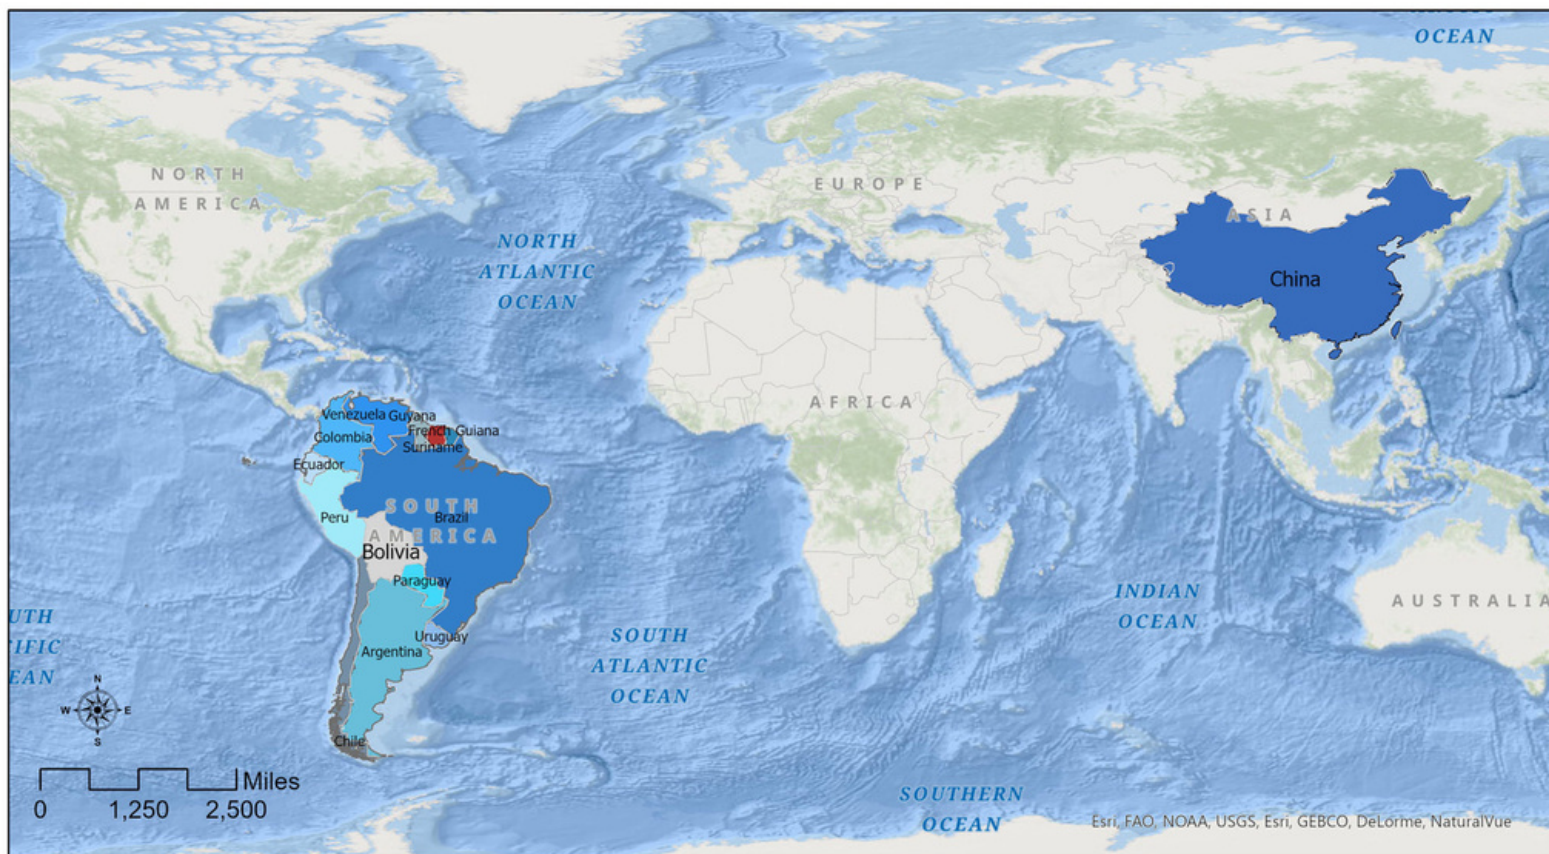 OCEAN
NORTH
AMERICA
EUROPE
ASIA
China
NORTH
ATLANTIC
OCEAN
AFRICA
Venezuela
Guyana
French Guiana
Colombia
Suriname
Ecuador
SOUTH
AMERICA
Peru
Brazil
Bolivia
Paraguay
Uruguay
Argentina
Chile
INDIAN
OCEAN
AUSTRALIA
UTH
IFIC
EAN
SOUTH
ATLANTIC
OCEAN
N
W
E
S
Miles
0 1,250 2,500
SOUTHERN
OCEAN
Esri, FAO, NOAA, USGS, Esri, GEBCO, DeLorme, NaturalVue